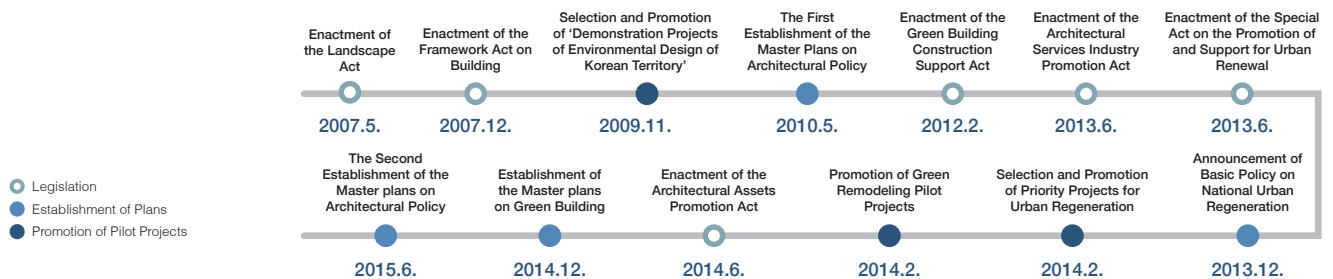 Enactment of
the Landscape
Act
2007.5.
Enactment of the
Framework Act on
Building
2007.12.
Selection and Promotion
of ‘Demonstration Projects
of Environmental Design of
Korean Territory’
2009.11.
The First
Establishment of the
Master Plans on
Architectural Policy
2010.5.
Enactment of the
Green Building
Construction
Support Act
2012.2.
Enactment of the
Architectural
Services Industry
Promotion Act
2013.6.
Enactment of the Special
Act on the Promotion of
and Support for Urban
Renewal
2013.6.
Announcement of
Basic Policy on
National Urban
Regeneration
2013.12.
Selection and Promotion
of Priority Projects for
Urban Regeneration
2014.2.
Promotion of Green
Remodeling Pilot
Projects
2014.2.
Enactment of the
Architectural Assets
Promotion Act
2014.6.
Establishment of
the Master plans
on Green Building
2014.12.
The Second
Establishment of the
Master plans on
Architectural Policy
2015.6.
Legislation
Establishment of Plans
Promotion of Pilot Projects